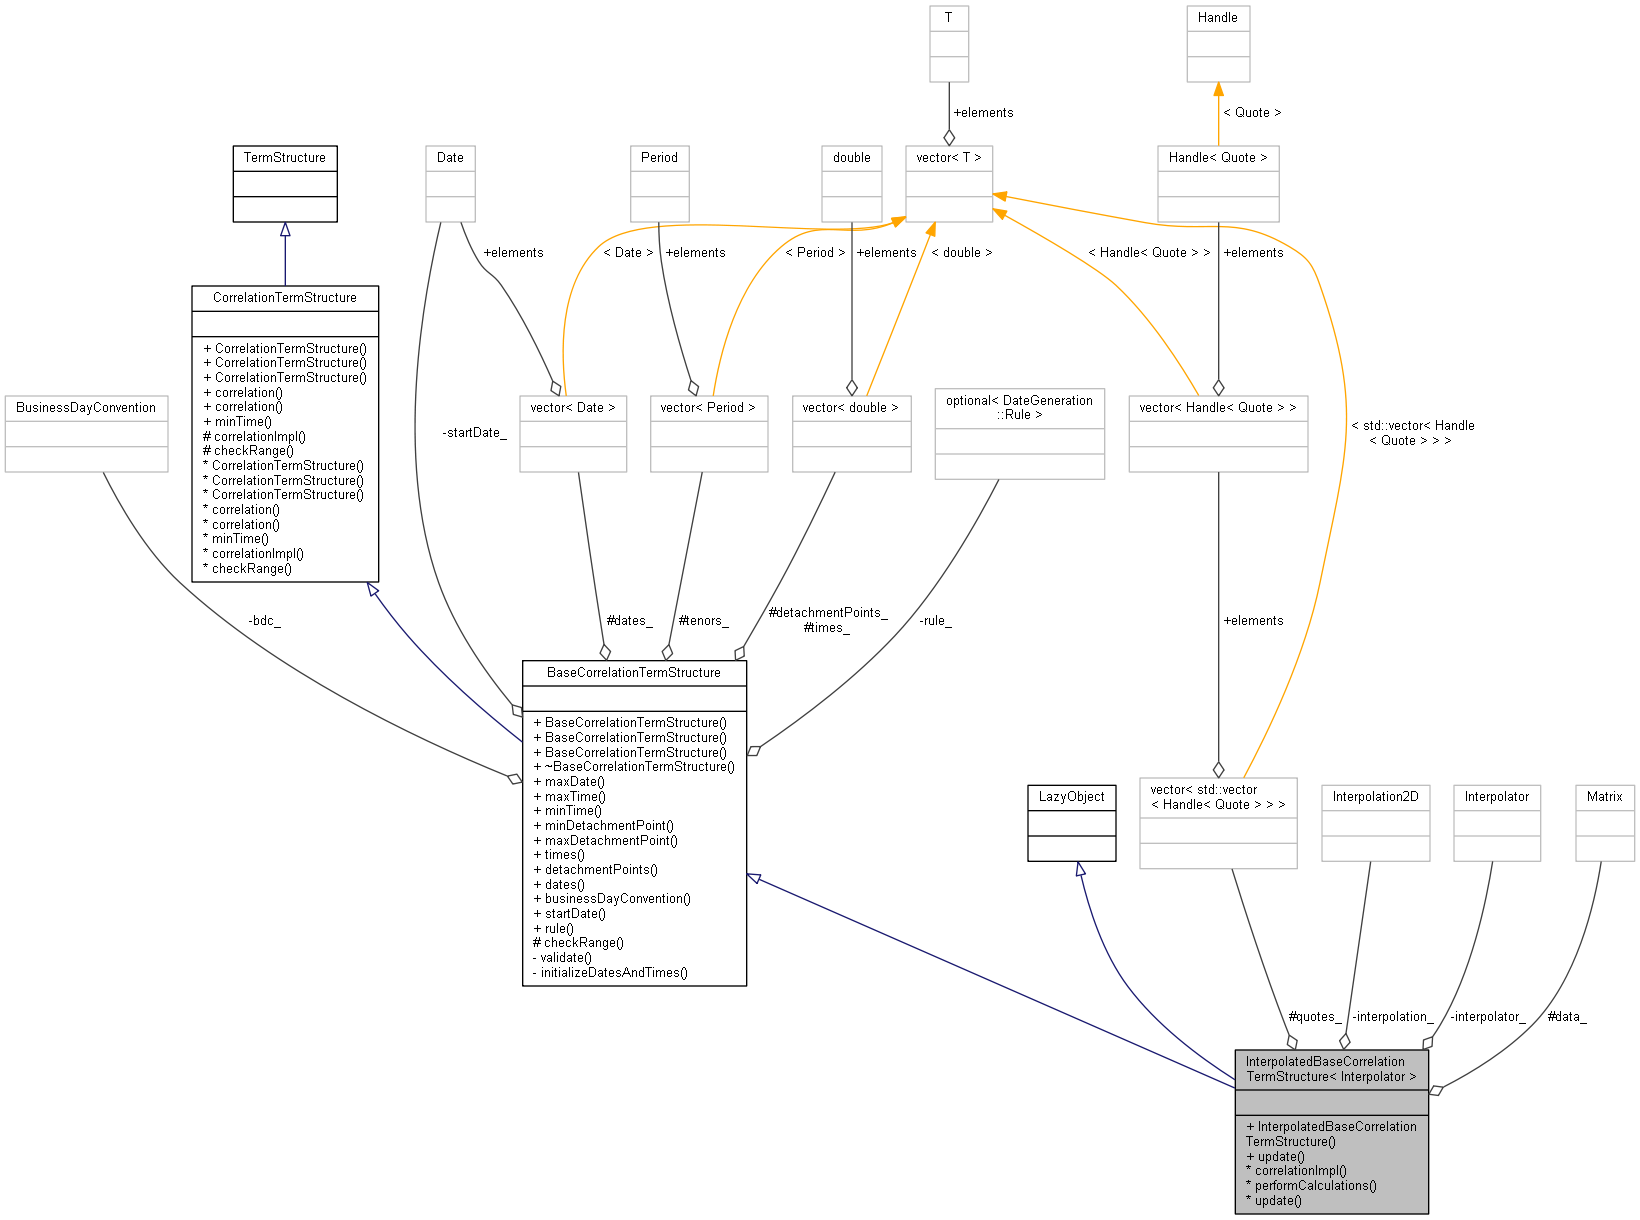 T
Handle
+elements
< Quote >
TermStructure
Date
Period
double
vector< T >
Handle< Quote >
+elements
< Date >
+elements
< Period >
+elements
< double >
< Handle< Quote > >
+elements
CorrelationTermStructure
+ CorrelationTermStructure()
+ CorrelationTermStructure()
+ CorrelationTermStructure()
+ correlation()
+ correlation()
+ minTime()
# correlationImpl()
# checkRange()
* CorrelationTermStructure()
* CorrelationTermStructure()
* CorrelationTermStructure()
* correlation()
* correlation()
* minTime()
* correlationImpl()
* checkRange()
BusinessDayConvention
-startDate_
vector< Date >
vector< Period >
vector< double >
optional< DateGeneration
::Rule >
vector< Handle< Quote > >
< std::vector< Handle
< Quote > > >
-bdc_
#dates_
#tenors_
#detachmentPoints_
#times_
-rule_
+elements
BaseCorrelationTermStructure
+ BaseCorrelationTermStructure()
+ BaseCorrelationTermStructure()
+ BaseCorrelationTermStructure()
+ ~BaseCorrelationTermStructure()
+ maxDate()
+ maxTime()
+ minTime()
+ minDetachmentPoint()
+ maxDetachmentPoint()
+ times()
+ detachmentPoints()
+ dates()
+ businessDayConvention()
+ startDate()
+ rule()
# checkRange()
- validate()
- initializeDatesAndTimes()
LazyObject
vector< std::vector
< Handle< Quote > > >
Interpolation2D
Interpolator
Matrix
#quotes_
-interpolation_
-interpolator_
#data_
InterpolatedBaseCorrelation
TermStructure< Interpolator >
+ InterpolatedBaseCorrelation
TermStructure()
+ update()
* correlationImpl()
* performCalculations()
* update()